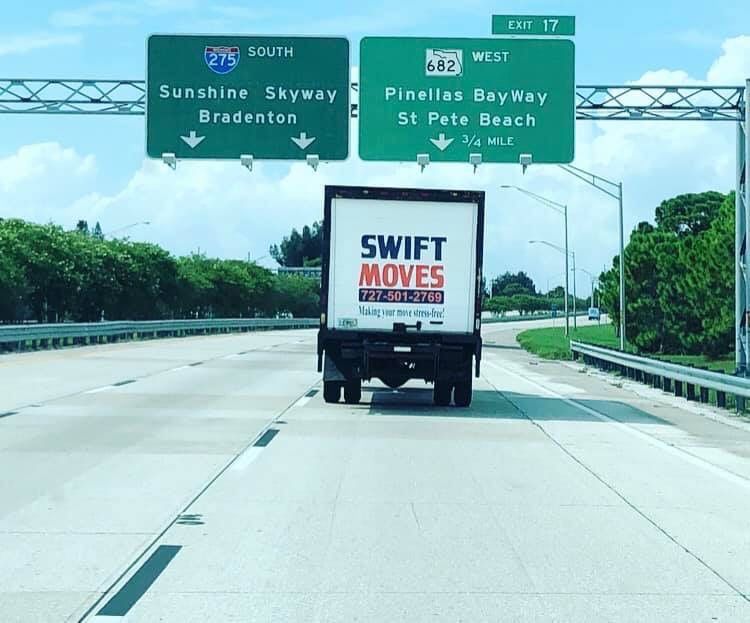 EXIT 17
275 SOUTH
Sunshine Skyway
Bradenton
682 WEST
Pinellas BayWay
St Pete Beach
3/4 MILE
SWIFT
MOVES
727-501-2769
Making your move stress-free!